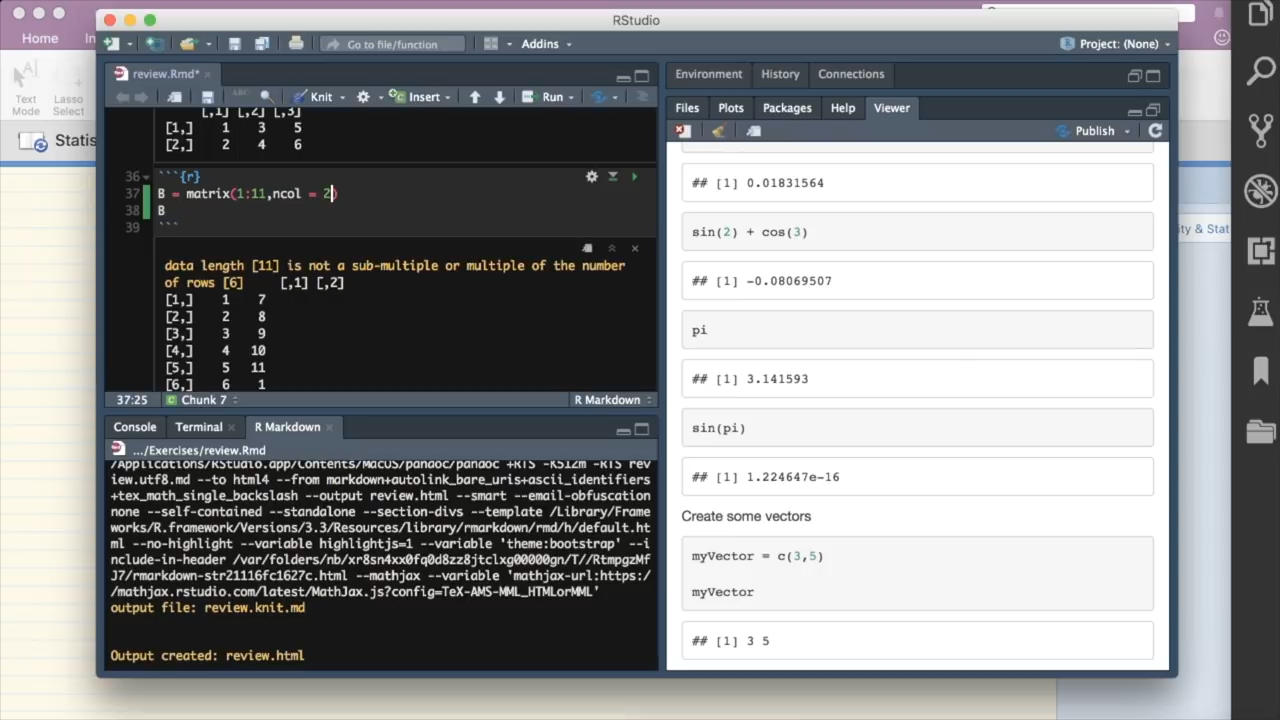 RStudio
Home In
Text
Mode
Lasso
Select
Statis
ty & Stat
Go to file/function
Addins
Project: (None)
review.Rmd*
ABC
Knit
Insert
Run
[,1] [,2] [,3]
[1,] 1 3 5
[2,] 2 4 6
36 ```{r}
37 B = matrix(1:11,ncol = 2)
38 B
39 ```
data length [11] is not a sub-multiple or multiple of the number
of rows [6] [,1] [,2]
[1,] 1 7
[2,] 2 8
[3,] 3 9
[4,] 4 10
[5,] 5 11
[6,] 6 1
37:25 C Chunk 7 R Markdown
Console Terminal R Markdown
.../Exercises/review.Rmd
/Applications/RStudio.app/Contents/MacOS/pandoc/pandoc +RTS -K512m -RTS rev
iew.utf8.md --to html4 --from markdown+autolink_bare_uris+ascii_identifiers
+tex_math_single_backslash --output review.html --smart --email-obfuscation
none --self-contained --standalone --section-divs --template /Library/Frame
works/R.framework/Versions/3.3/Resources/library/rmarkdown/rmd/h/default.ht
ml --no-highlight --variable highlightjs=1 --variable 'theme:bootstrap' --i
nclude-in-header /var/folders/nb/xr8sn4xx0fq0d8zz8jtclxg00000gn/T//RtmpgzMf
J7/rmarkdown-str21116fc1627c.html --mathjax --variable 'mathjax-url:https:/
/mathjax.rstudio.com/latest/MathJax.js?config=TeX-AMS-MML_HTMLorMML'
output file: review.knit.md
Output created: review.html
Environment History Connections
Files Plots Packages Help Viewer
Publish
## [1] 0.01831564
sin(2) + cos(3)
## [1] -0.08069507
pi
## [1] 3.141593
sin(pi)
## [1] 1.224647e-16
Create some vectors
myVector = c(3,5)
myVector
## [1] 3 5